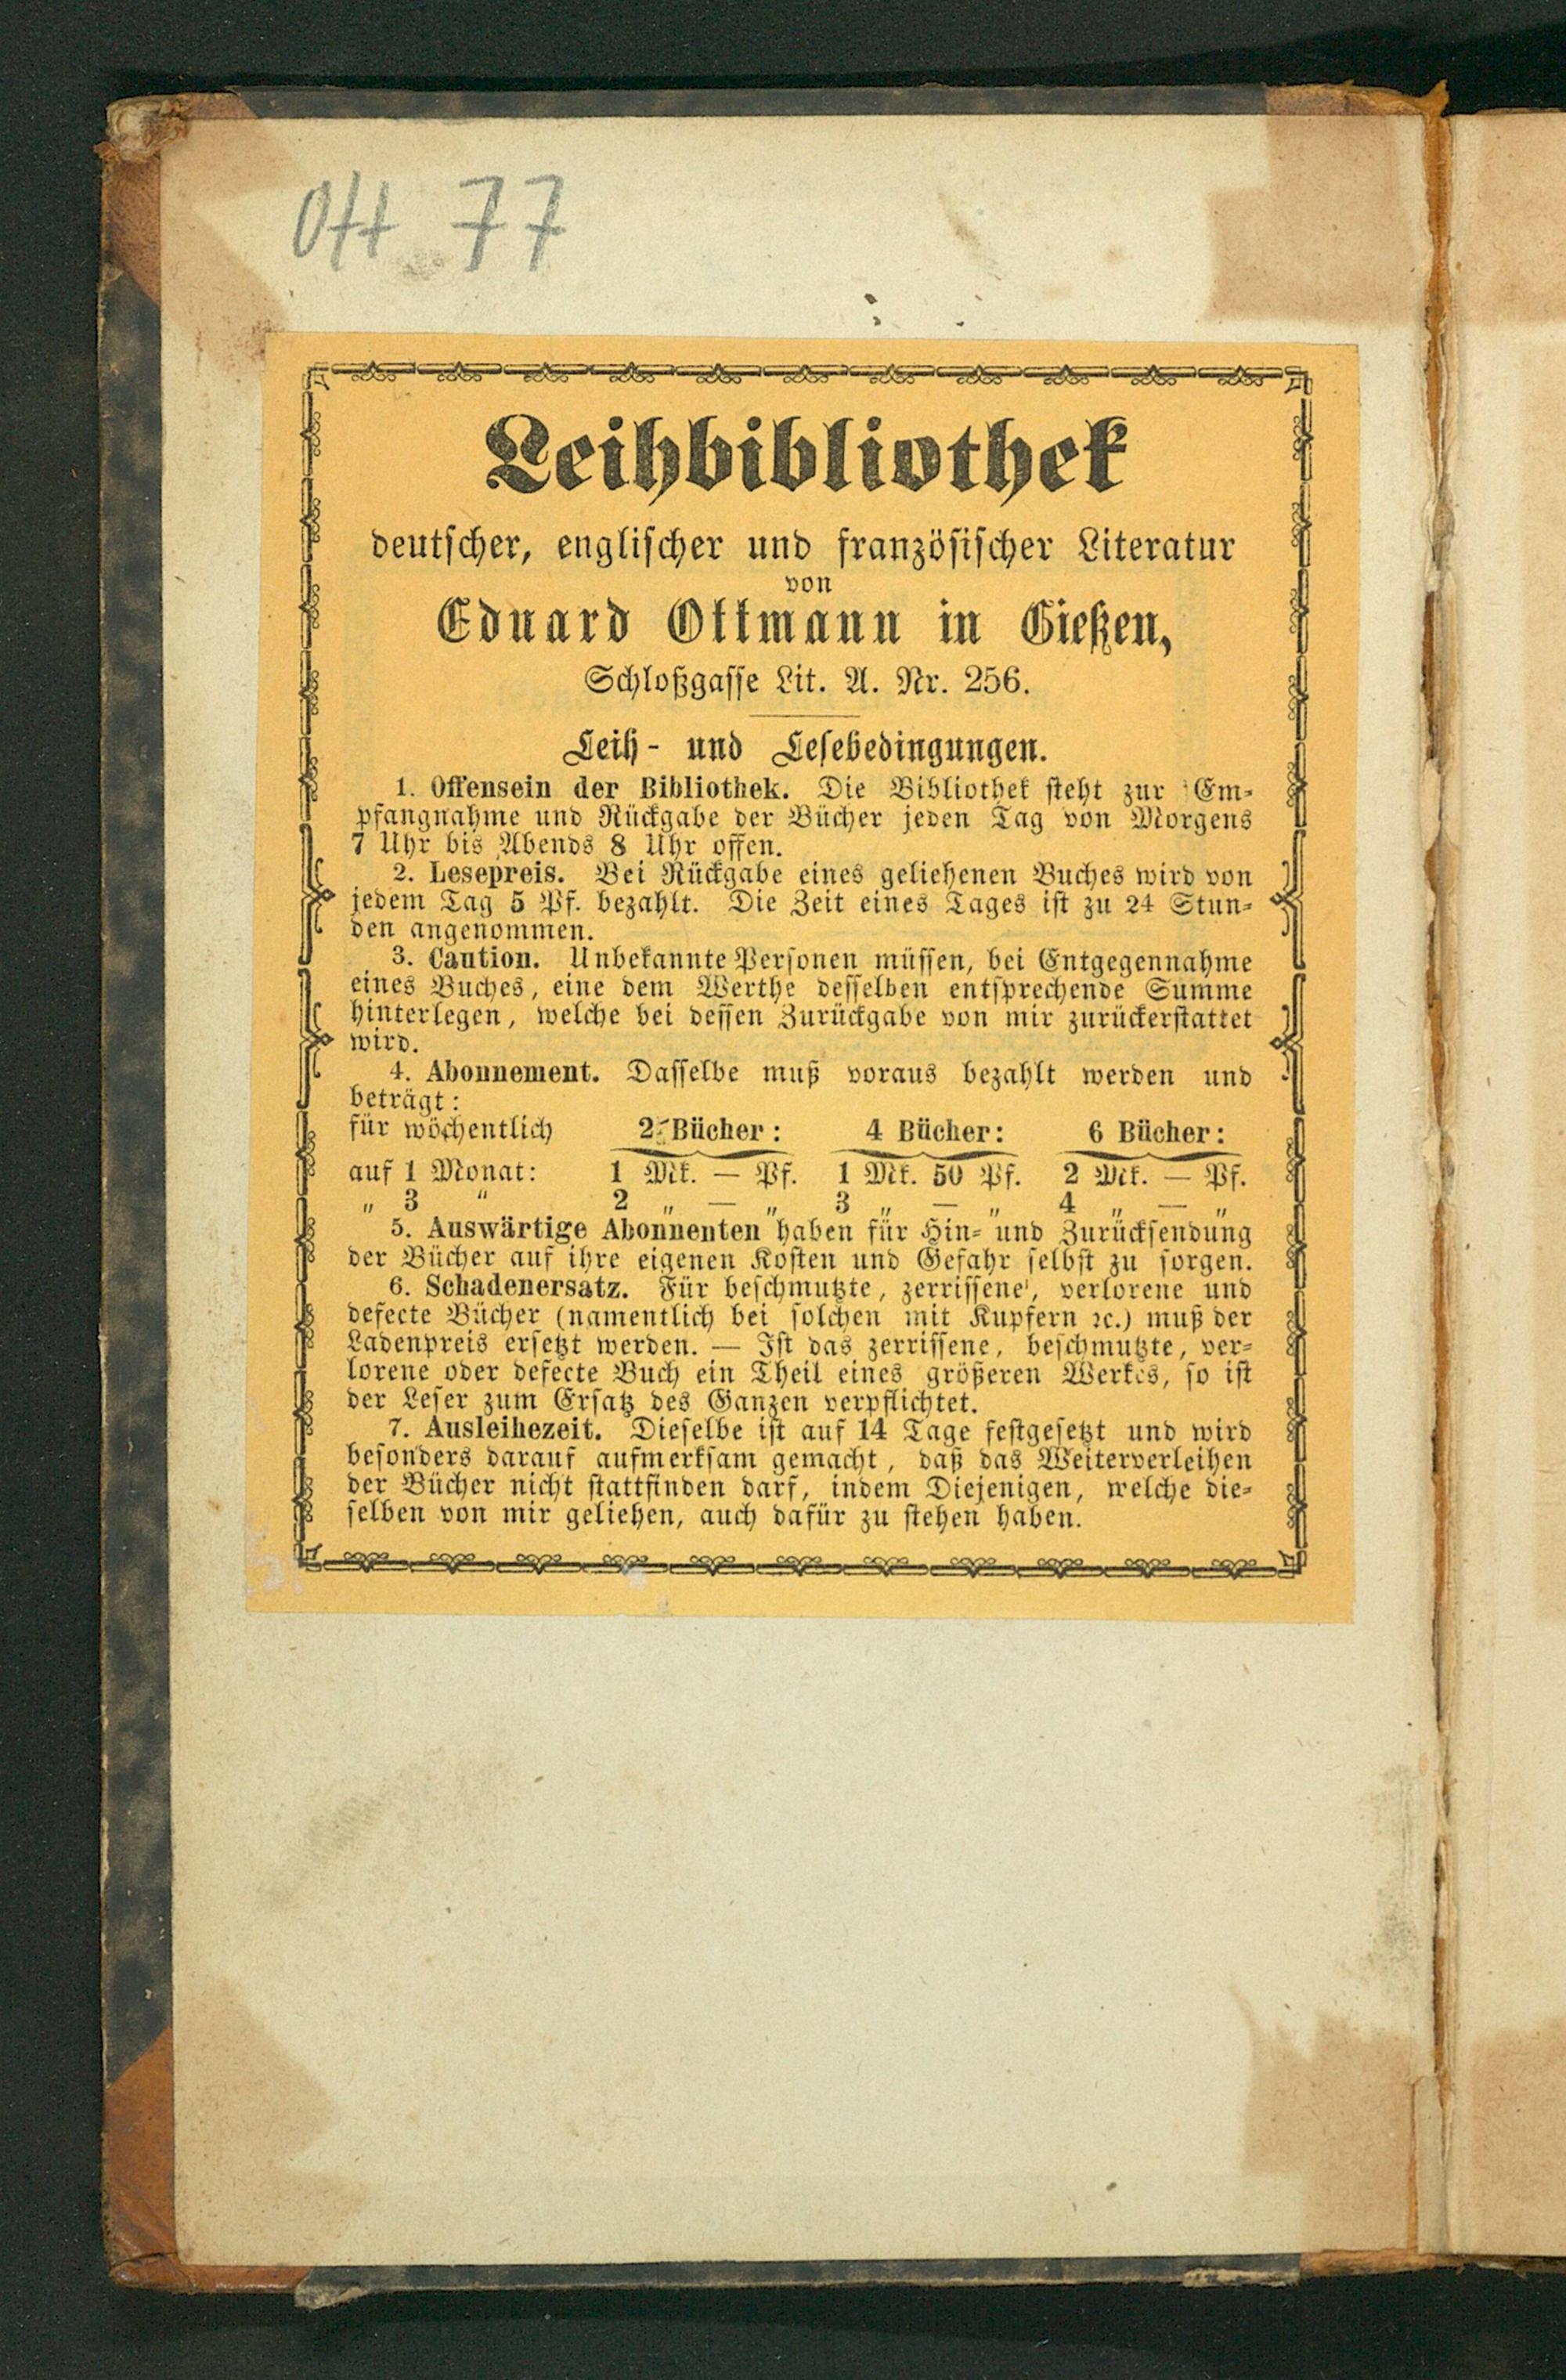 Ott 77
Leihbibliothek
deutscher, englischer und französischer Literatur
von
Eduard Ottmann in Gießen,
Schloßgasse Lit. A. Nr. 256.
Leih- und Lesebedingungen.
1. Offensein der Bibliothek. Die Bibliothek steht zur Em-
pfangnahme und Rückgabe der Bücher jeden Tag von Morgens
7 Uhr bis Abends 8 Uhr offen.
2. Lesepreis. Bei Rückgabe eines geliehenen Buches wird von
jedem Tag 5 Pf. bezahlt. Die Zeit eines Tages ist zu 24 Stun-
den angenommen.
3. Caution. Unbekannte Personen müssen, bei Entgegennahme
eines Buches, eine dem Werthe desselben entsprechende Summe
hinterlegen, welche bei dessen Zurückgabe von mir zurückerstattet
wird.
4. Abonnement. Dasselbe muß voraus bezahlt werden und
beträgt:
für wöchentlich 2 Bücher: 4 Bücher: 6 Bücher:
auf 1 Monat: 1 Mk. — Pf. 1 Mk. 50 Pf. 2 Mk. — Pf.
„ 3 „ 2 „ — „ 3 „ — „ 4 „ — „
5. Auswärtige Abonnenten haben für Hin- und Zurücksendung
der Bücher auf ihre eigenen Kosten und Gefahr selbst zu sorgen.
6. Schadenersatz. Für beschmutzte, zerrissene, verlorene und
defecte Bücher (namentlich bei solchen mit Kupfern ꝛc.) muß der
Ladenpreis ersetzt werden. — Ist das zerrissene, beschmutzte, ver-
lorene oder defecte Buch ein Theil eines größeren Werkes, so ist
der Leser zum Ersatz des Ganzen verpflichtet.
7. Ausleihezeit. Dieselbe ist auf 14 Tage festgesetzt und wird
besonders darauf aufmerksam gemacht, daß das Weiterverleihen
der Bücher nicht stattfinden darf, indem Diejenigen, welche die-
selben von mir geliehen, auch dafür zu stehen haben.